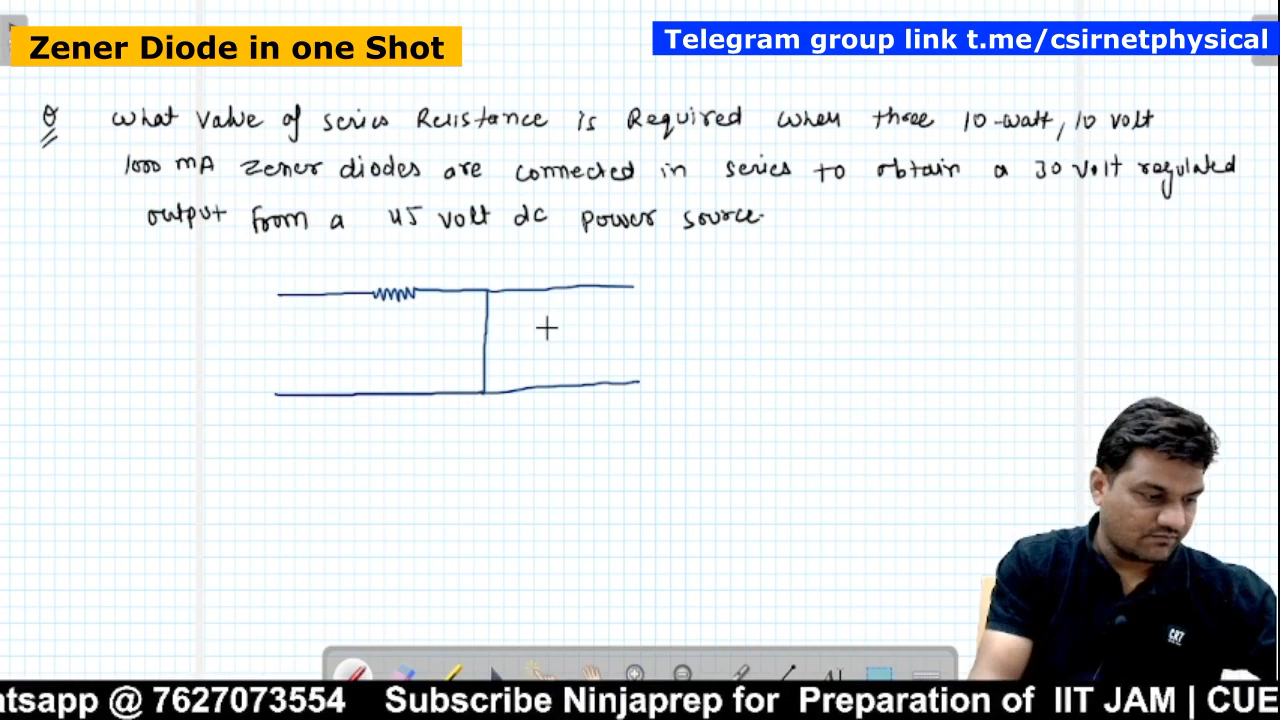 Zener Diode in one Shot
Telegram group link t.me/csirnetphysical
Q What Value of series Resistance is Required when three 10-watt, 10 volt
1000 mA Zener diodes are connected in series to obtain a 30 volt regulated
output from a 45 volt dc power source.
CR7
atsapp @ 7627073554 Subscribe Ninjaprep for Preparation of IIT JAM | CUE